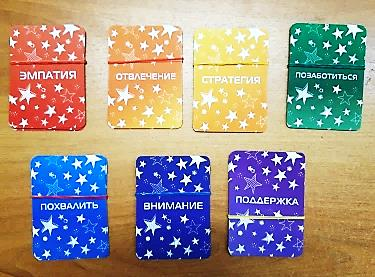 ЭМПАТИЯ
ОТВЛЕЧЕНИЕ
СТРАТЕГИЯ
ПОЗАБОТИТЬСЯ
ПОХВАЛИТЬ
ВНИМАНИЕ
ПОДДЕРЖКА